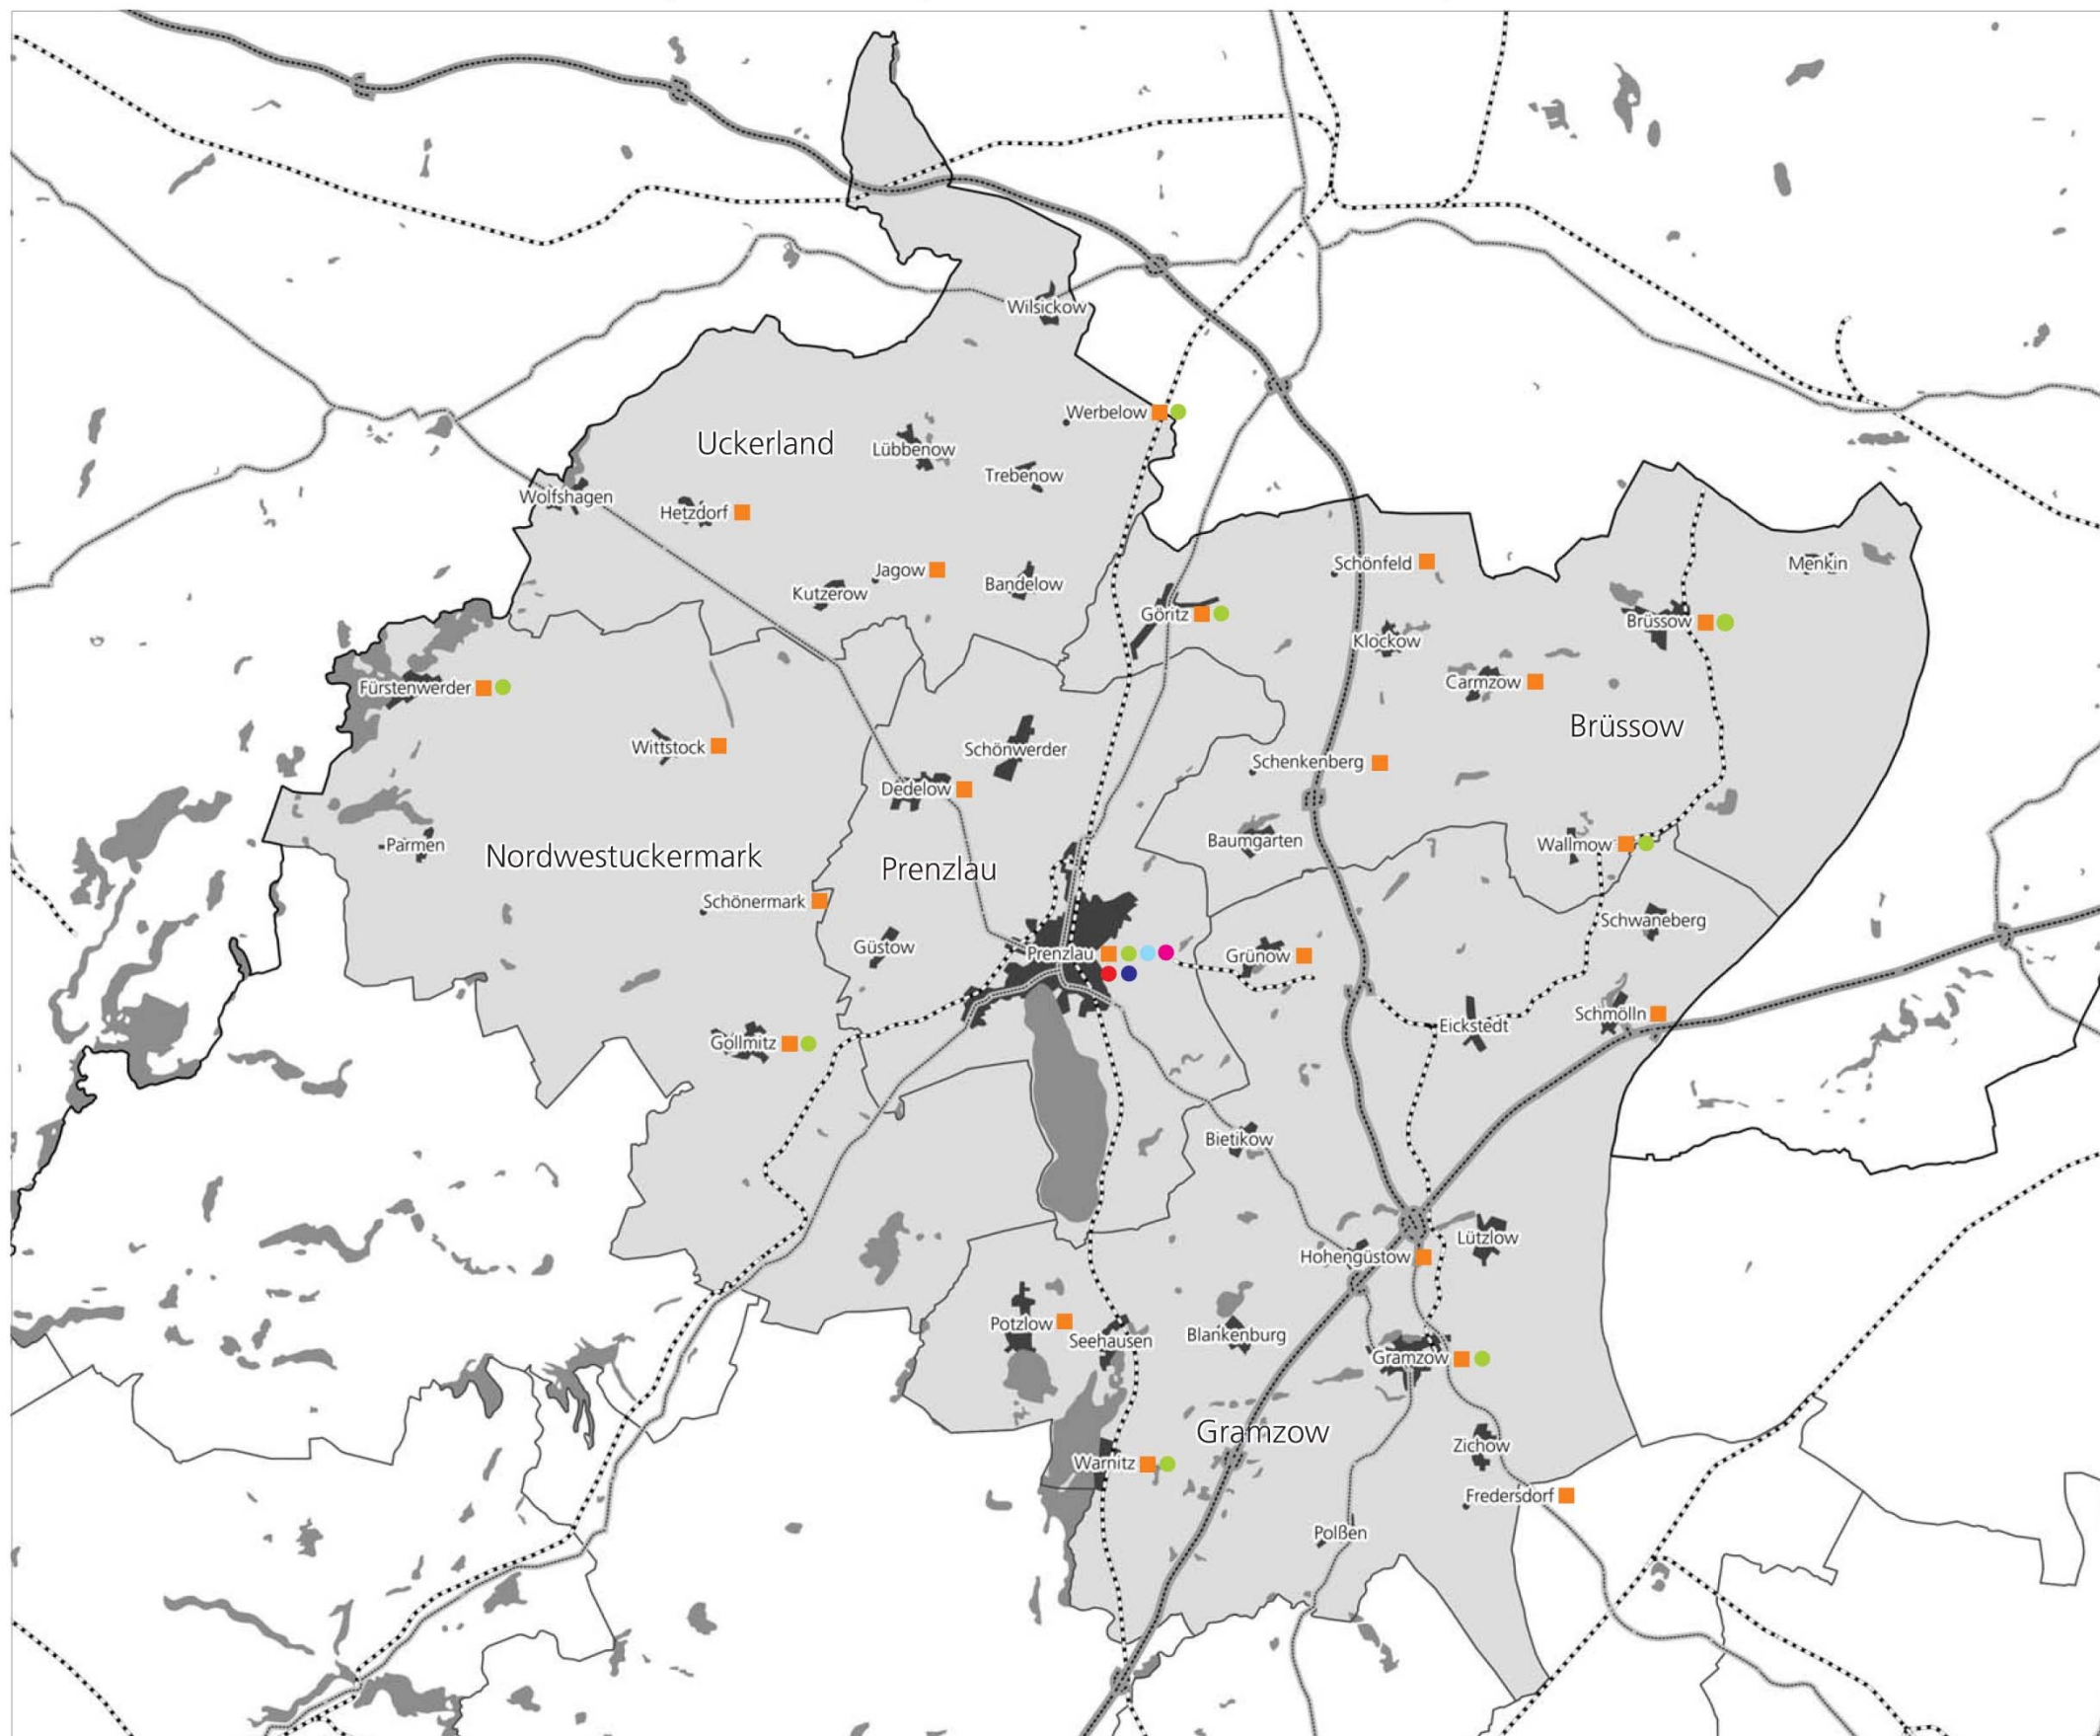 Wilsickow
Werbelow
Uckerland
Lübbenow
Trebenow
Wolfshagen
Hetzdorf
Jagow
Kutzerow
Bandelow
Schönfeld
Menkin
Göritz
Brüssow
Klockow
Fürstenwerder
Carmzow
Brüssow
Wittstock
Schönwerder
Schenkenberg
Dedelow
Parmen
Nordwestuckermark
Prenzlau
Baumgarten
Wallmow
Schönermark
Schwaneberg
Güstow
Prenzlau
Grünow
Schmölln
Eickstedt
Gollmitz
Bietikow
Lützlow
Hohengüstow
Potzlow
Seehausen
Blankenburg
Gramzow
Gramzow
Zichow
Warnitz
Fredersdorf
Polßen